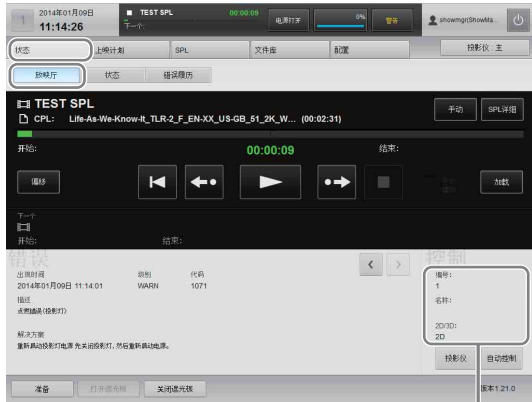 1
2014年01月09日
11:14:26
TEST SPL
00:00:09
下一个:
电源打开
0%
警告
showmgr(ShowMa...
状态
上映计划
SPL
文件库
配置
投影仪 : 主
放映厅
状态
错误履历
TEST SPL
CPL:
Life-As-We-Know-It_TLR-2_F_EN-XX_US-GB_51_2K_W... (00:02:31)
手动
SPL详细
开始:
00:00:09
结束:
偏移
加载
下一个
开始:
结束:
错误
控制
出现时间
级别
代码
2014年01月09日 11:14:01
WARN
1071
描述
点燃错误(投影灯)
解决方案
重新启动投影灯电源 先关闭投影灯, 然后重新启动电源。
编号:
1
名称:
2D/3D:
2D
投影仪
自动控制
准备
打开遮光板
关闭遮光板
版本1.21.0